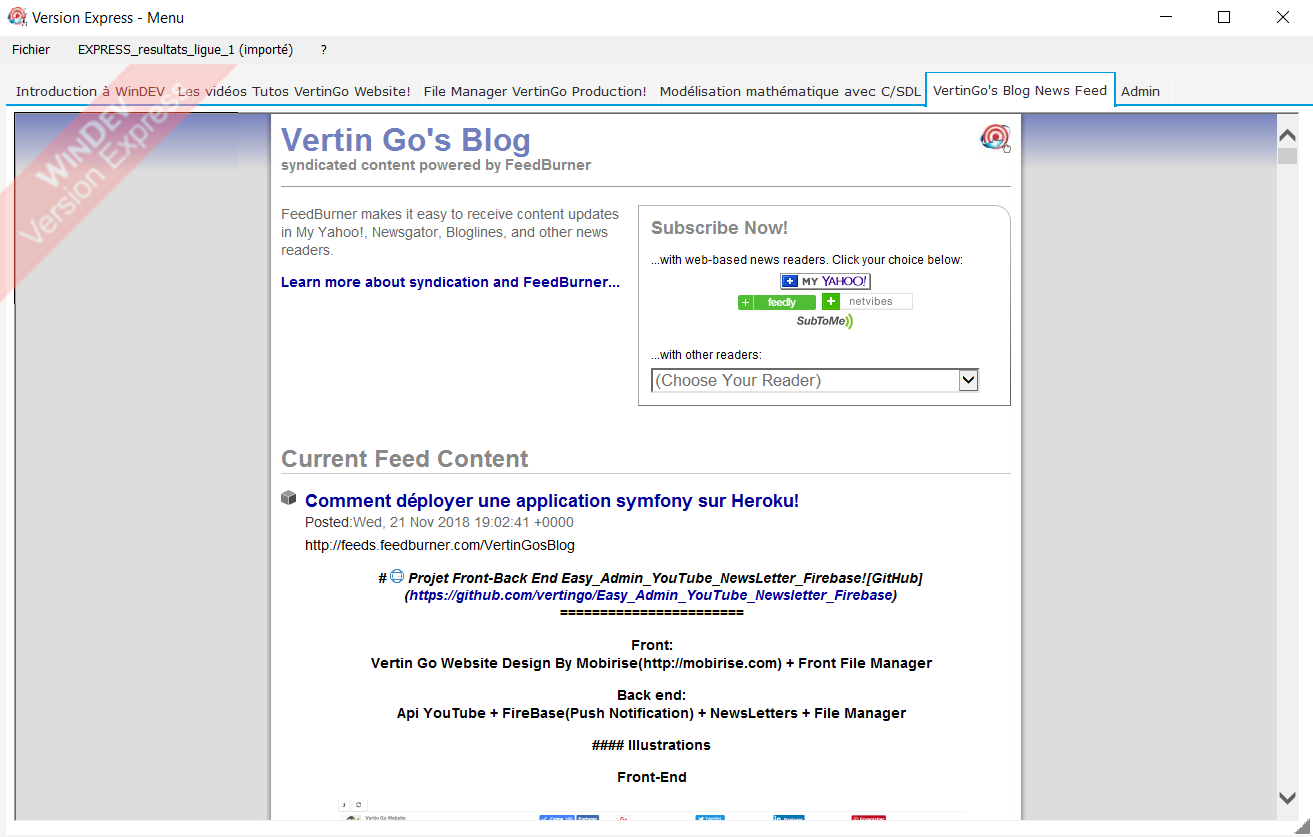 Version Express - Menu
Fichier EXPRESS_resultats_ligue_1 (importé) ?
Introduction à WinDEV Les vidéos Tutos VertinGo Website! File Manager VertinGo Production! Modélisation mathématique avec C/SDL VertinGo's Blog News Feed Admin
WINDEV
Version Express
Vertin Go's Blog
syndicated content powered by FeedBurner
FeedBurner makes it easy to receive content updates
in My Yahoo!, Newsgator, Bloglines, and other news
readers.
Learn more about syndication and FeedBurner...
Subscribe Now!
...with web-based news readers. Click your choice below:
MY YAHOO!
feedly netvibes
SubToMe
...with other readers:
(Choose Your Reader)
Current Feed Content
Comment déployer une application symfony sur Heroku!
Posted:Wed, 21 Nov 2018 19:02:41 +0000
http://feeds.feedburner.com/VertinGosBlog
# Projet Front-Back End Easy_Admin_YouTube_NewsLetter_Firebase![GitHub]
(https://github.com/vertingo/Easy_Admin_YouTube_Newsletter_Firebase)
=======================
Front:
Vertin Go Website Design By Mobirise(http://mobirise.com) + Front File Manager
Back end:
Api YouTube + FireBase(Push Notification) + NewsLetters + File Manager
#### Illustrations
Front-End
Vertin Go Website